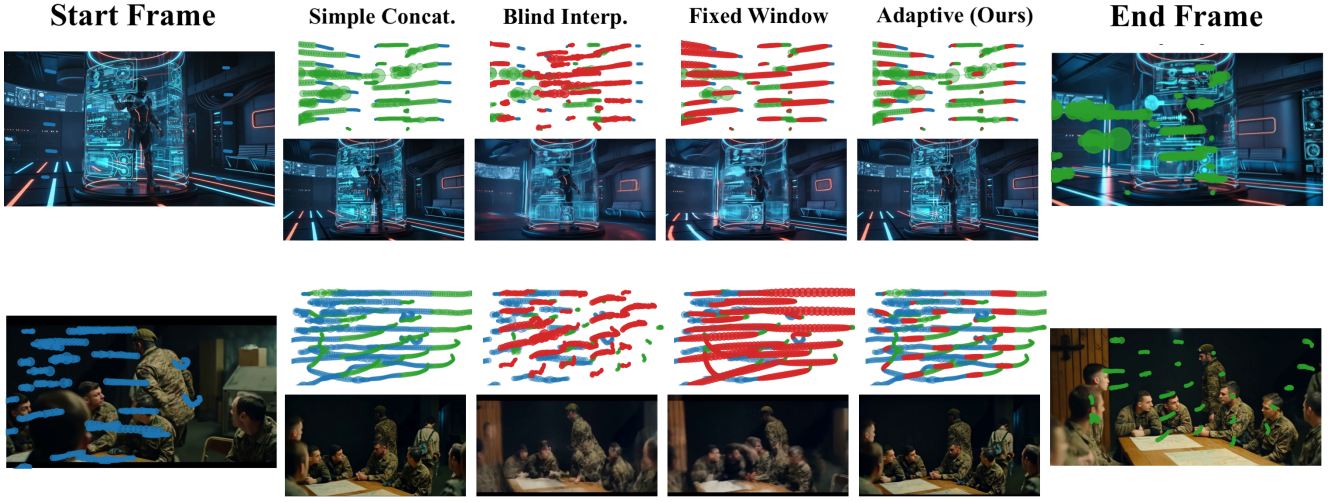 Start Frame
Simple Concat.
Blind Interp.
Fixed Window
Adaptive (Ours)
End Frame